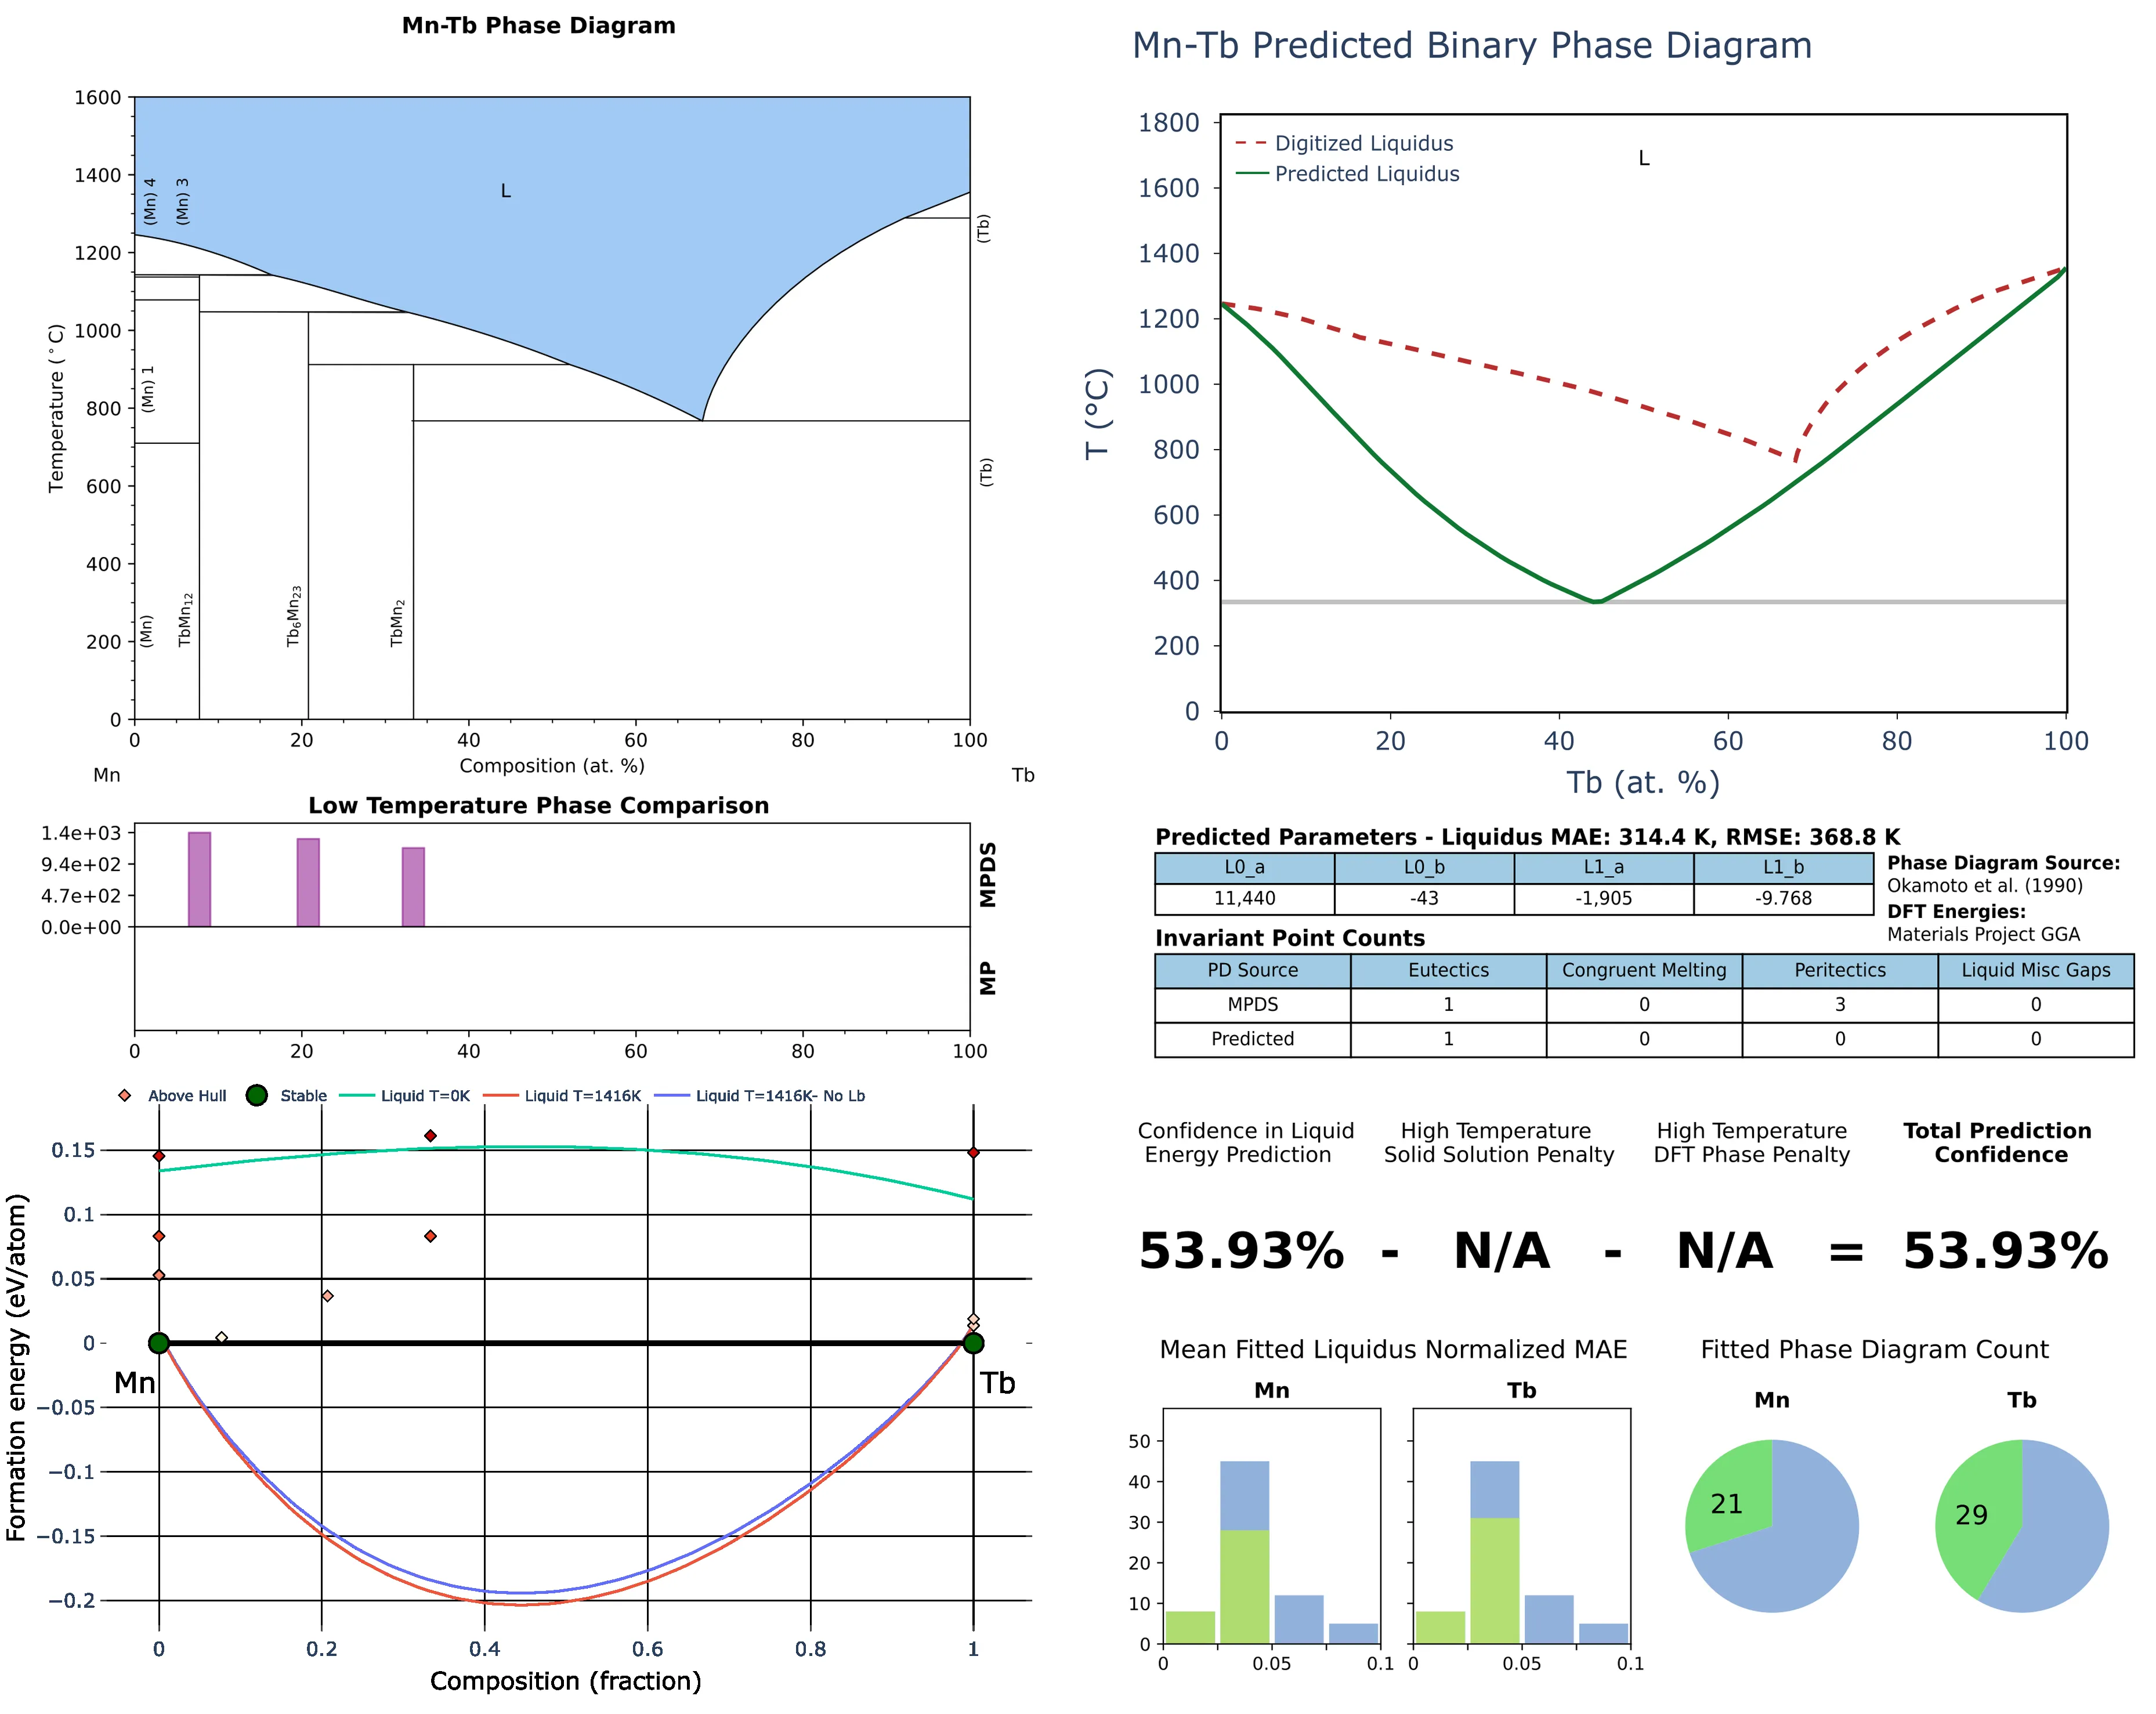 Mn-Tb Phase Diagram
1600
1400
1200
1000
800
600
400
200
0
Temperature (°C)
(Mn) 4
(Mn) 3
L
(Tb)
(Mn) 1
(Tb)
(Mn)
TbMn12
Tb6Mn23
TbMn2
0 20 40 60 80 100
Composition (at. %)
Mn
Tb
Low Temperature Phase Comparison
1.4e+03
9.4e+02
4.7e+02
0.0e+00
MPDS
MP
0 20 40 60 80 100
Above Hull
Stable
Liquid T=0K
Liquid T=1416K
Liquid T=1416K- No Lb
0.15
0.1
0.05
0
−0.05
−0.1
−0.15
−0.2
Formation energy (eV/atom)
Mn
Tb
0 0.2 0.4 0.6 0.8 1
Composition (fraction)
Mn-Tb Predicted Binary Phase Diagram
1800
1600
1400
1200
1000
800
600
400
200
0
T (°C)
Digitized Liquidus
Predicted Liquidus
L
0 20 40 60 80 100
Tb (at. %)
Predicted Parameters - Liquidus MAE: 314.4 K, RMSE: 368.8 K
L0_a L0_b L1_a L1_b
11,440 -43 -1,905 -9.768
Phase Diagram Source:
Okamoto et al. (1990)
DFT Energies:
Materials Project GGA
Invariant Point Counts
PD Source Eutectics Congruent Melting Peritectics Liquid Misc Gaps
MPDS 1 0 3 0
Predicted 1 0 0 0
Confidence in Liquid
Energy Prediction
High Temperature
Solid Solution Penalty
High Temperature
DFT Phase Penalty
Total Prediction
Confidence
53.93% - N/A - N/A = 53.93%
Mean Fitted Liquidus Normalized MAE
Mn
Tb
50
40
30
20
10
0
0 0.05 0.1
0 0.05 0.1
Fitted Phase Diagram Count
Mn
Tb
21
29